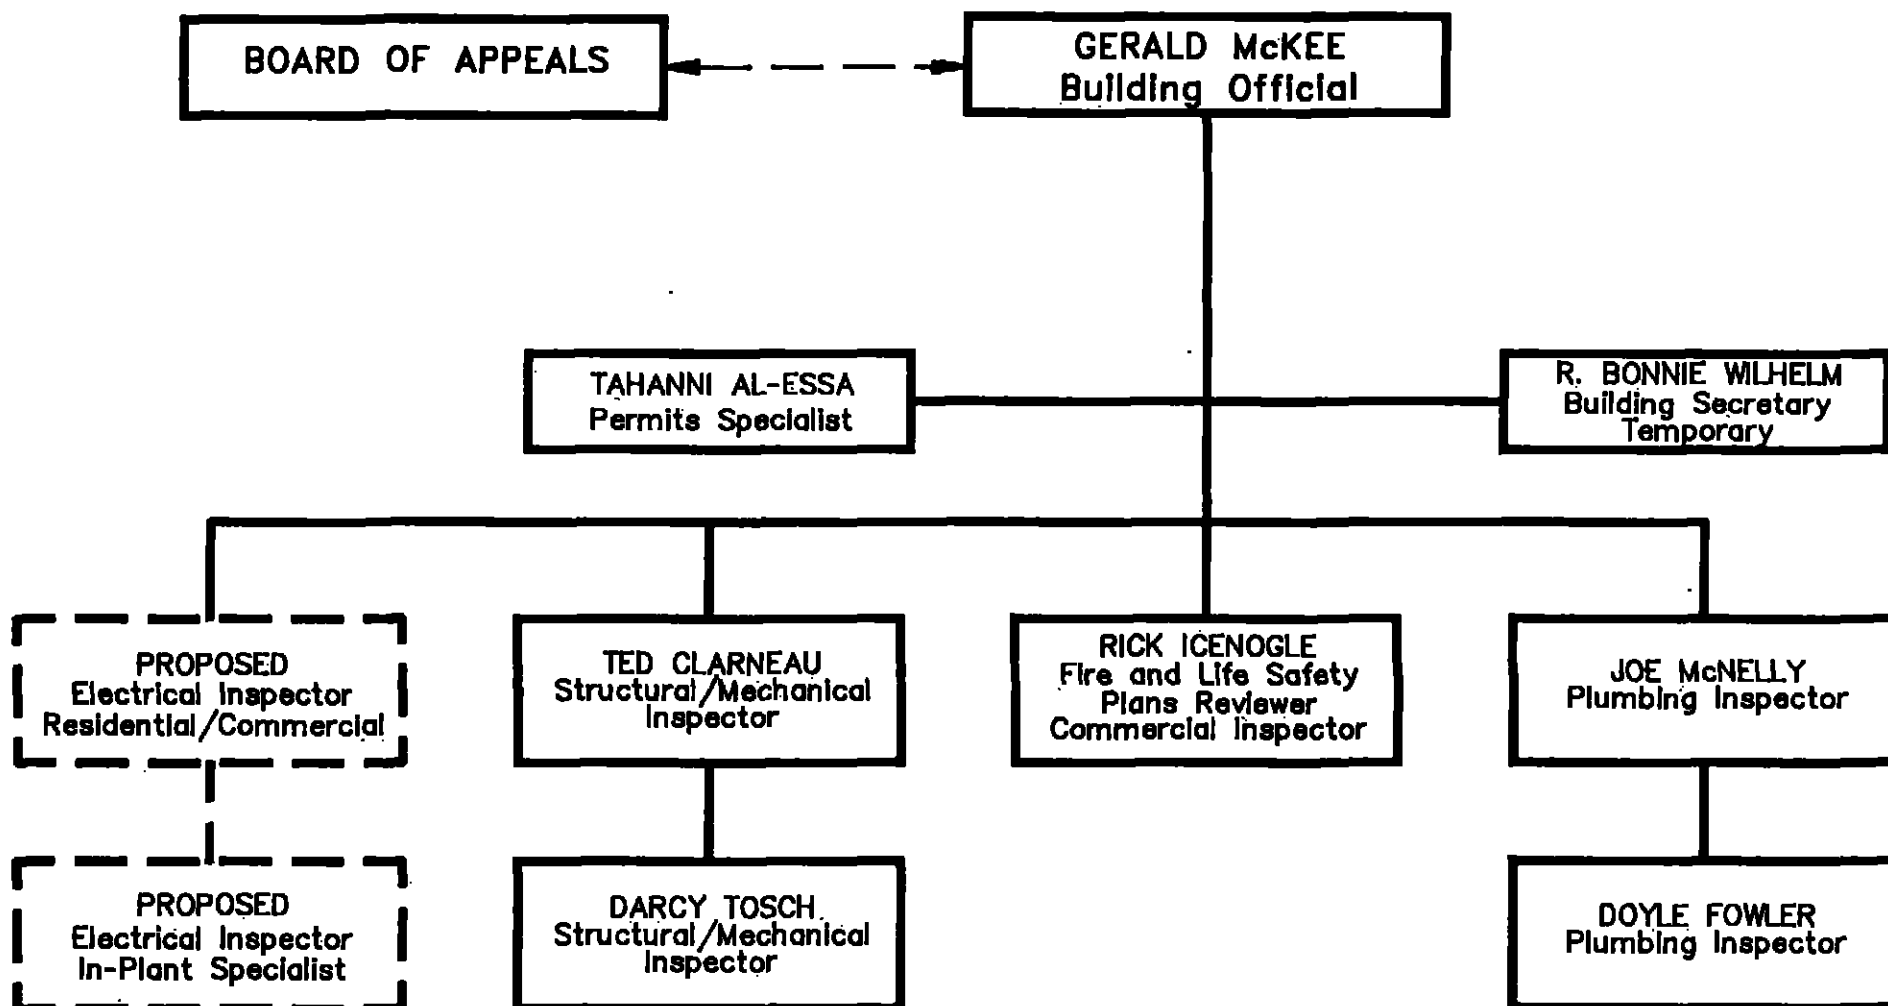 BOARD OF APPEALS
GERALD McKEE
Building Official
TAHANNI AL-ESSA
Permits Specialist
R. BONNIE WILHELM
Building Secretary
Temporary
PROPOSED
Electrical Inspector
Residential/Commercial
TED CLARNEAU
Structural/Mechanical
Inspector
RICK ICENOGLE
Fire and Life Safety
Plans Reviewer
Commercial Inspector
JOE McNELLY
Plumbing Inspector
PROPOSED
Electrical Inspector
In-Plant Specialist
DARCY TOSCH
Structural/Mechanical
Inspector
DOYLE FOWLER
Plumbing Inspector